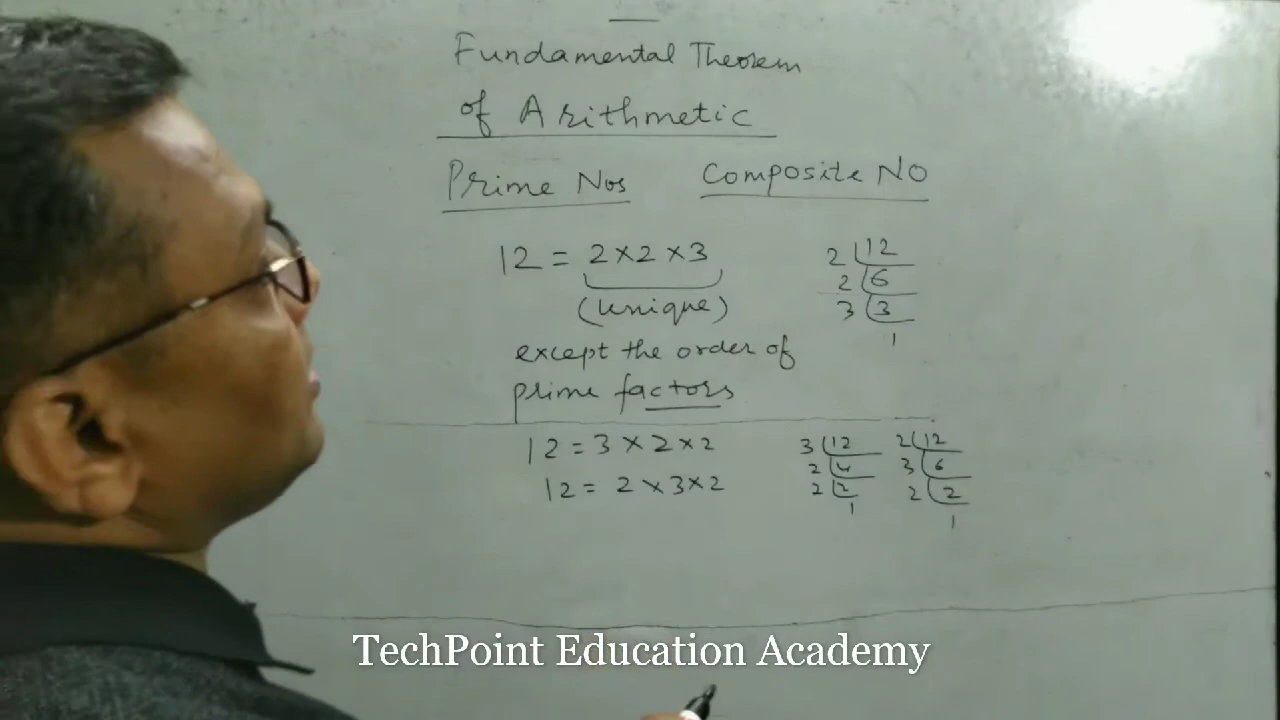 Fundamental Theorem
of Arithmetic
Prime Nos Composite NO
12 = 2 × 2 × 3
(Unique)
except the order of
prime factors
2 12
2 6
3 3
1
12 = 3 × 2 × 2
12 = 2 × 3 × 2
3 12
2 4
2 2
1
2 12
3 6
2 2
1
TechPoint Education Academy